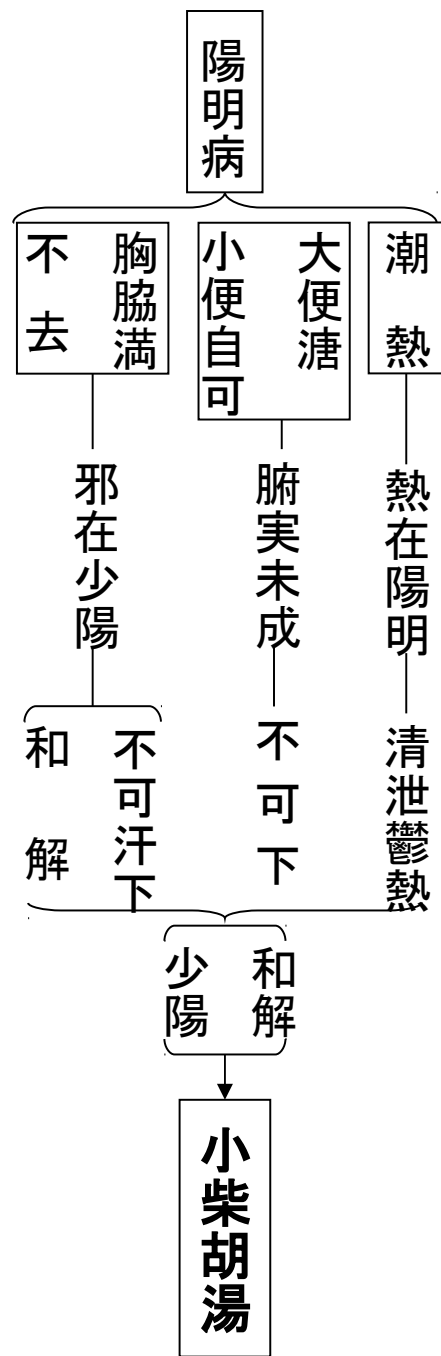 陽明病
潮熱
大便溏
小便自可
胸脇満
不去
熱在陽明
腑実未成
邪在少陽
清泄鬱熱
不可下
不可汗下
和解
和解
少陽
小柴胡湯